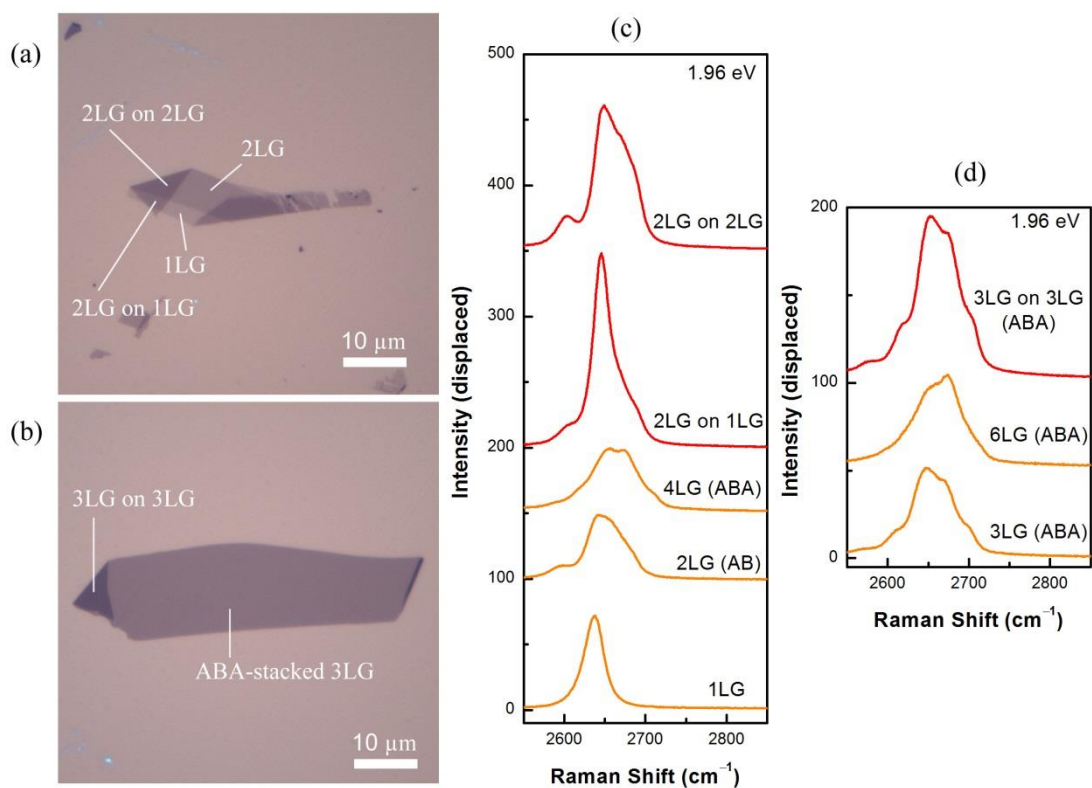 (a)
2LG on 2LG
2LG
1LG
2LG on 1LG
10 µm
(b)
3LG on 3LG
ABA-stacked 3LG
10 µm
(c)
500
400
300
200
100
0
1.96 eV
2LG on 2LG
2LG on 1LG
4LG (ABA)
2LG (AB)
1LG
Intensity (displaced)
2600
2700
2800
Raman Shift (cm⁻¹)
(d)
200
100
0
1.96 eV
3LG on 3LG
(ABA)
6LG (ABA)
3LG (ABA)
Intensity (displaced)
2600
2700
2800
Raman Shift (cm⁻¹)